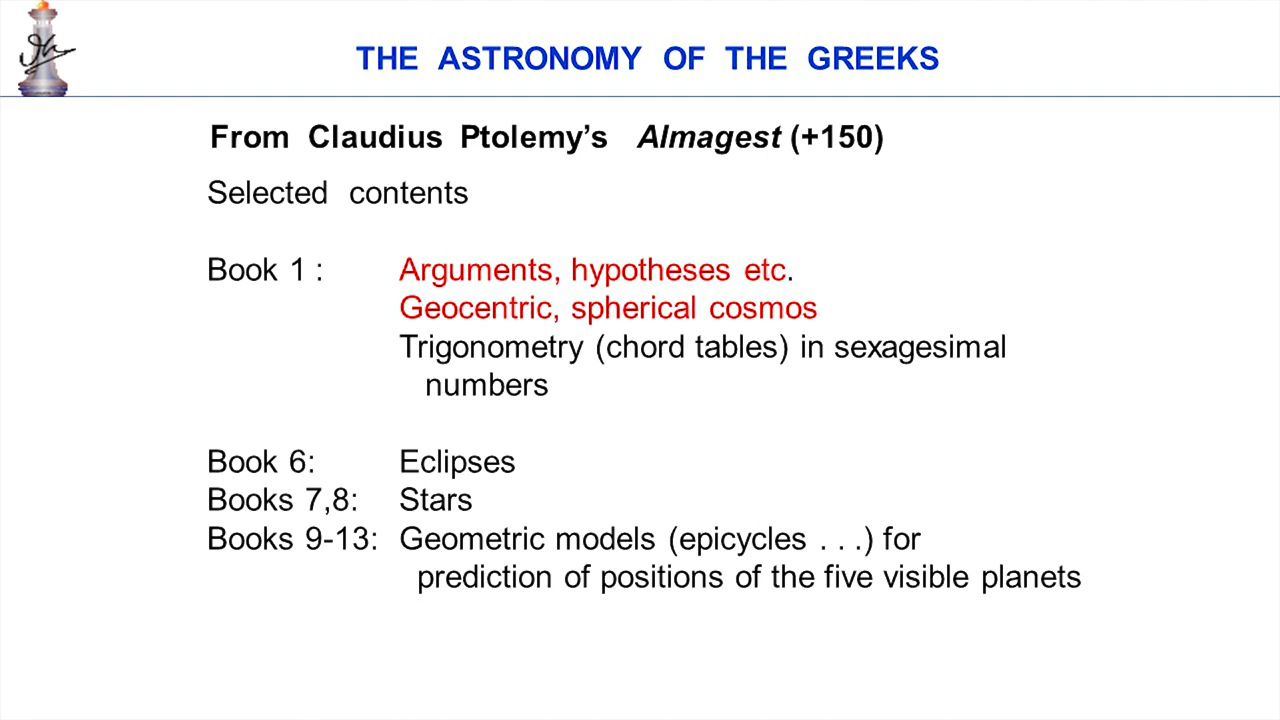 THE ASTRONOMY OF THE GREEKS
From Claudius Ptolemy’s Almagest (+150)
Selected contents
Book 1 : Arguments, hypotheses etc.
Geocentric, spherical cosmos
Trigonometry (chord tables) in sexagesimal
numbers
Book 6: Eclipses
Books 7,8: Stars
Books 9-13: Geometric models (epicycles . . .) for
prediction of positions of the five visible planets